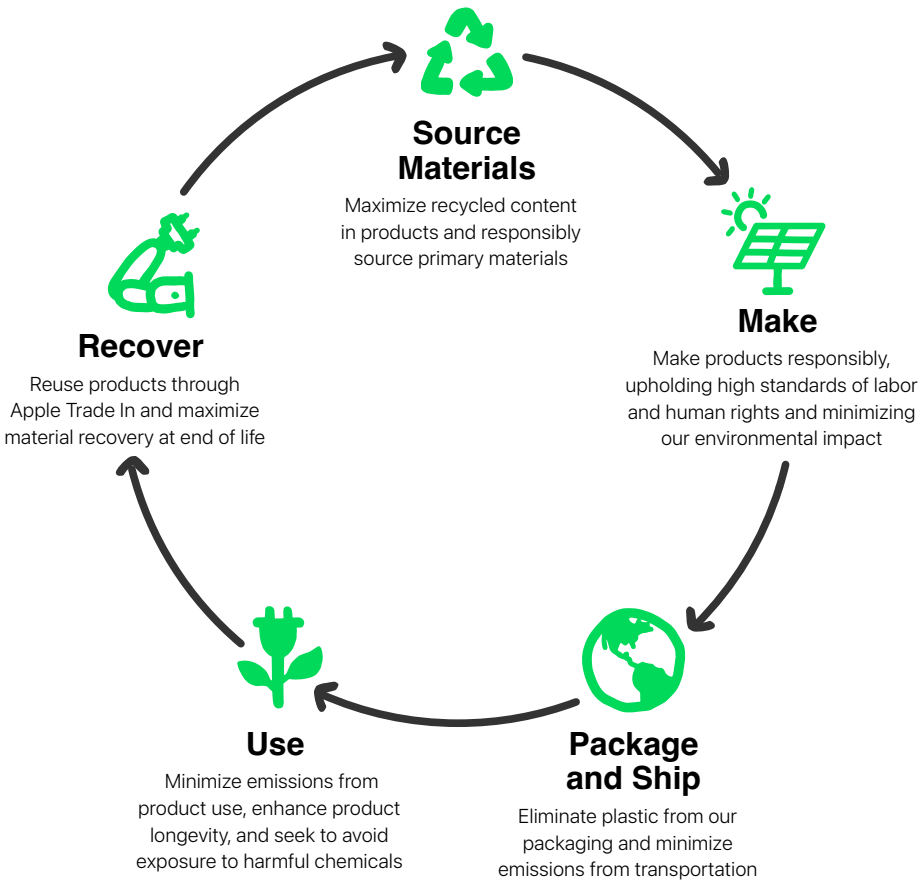 Source
Materials
Maximize recycled content
in products and responsibly
source primary materials
Make
Make products responsibly,
upholding high standards of labor
and human rights and minimizing
our environmental impact
Package
and Ship
Eliminate plastic from our
packaging and minimize
emissions from transportation
Use
Minimize emissions from
product use, enhance product
longevity, and seek to avoid
exposure to harmful chemicals
Recover
Reuse products through
Apple Trade In and maximize
material recovery at end of life